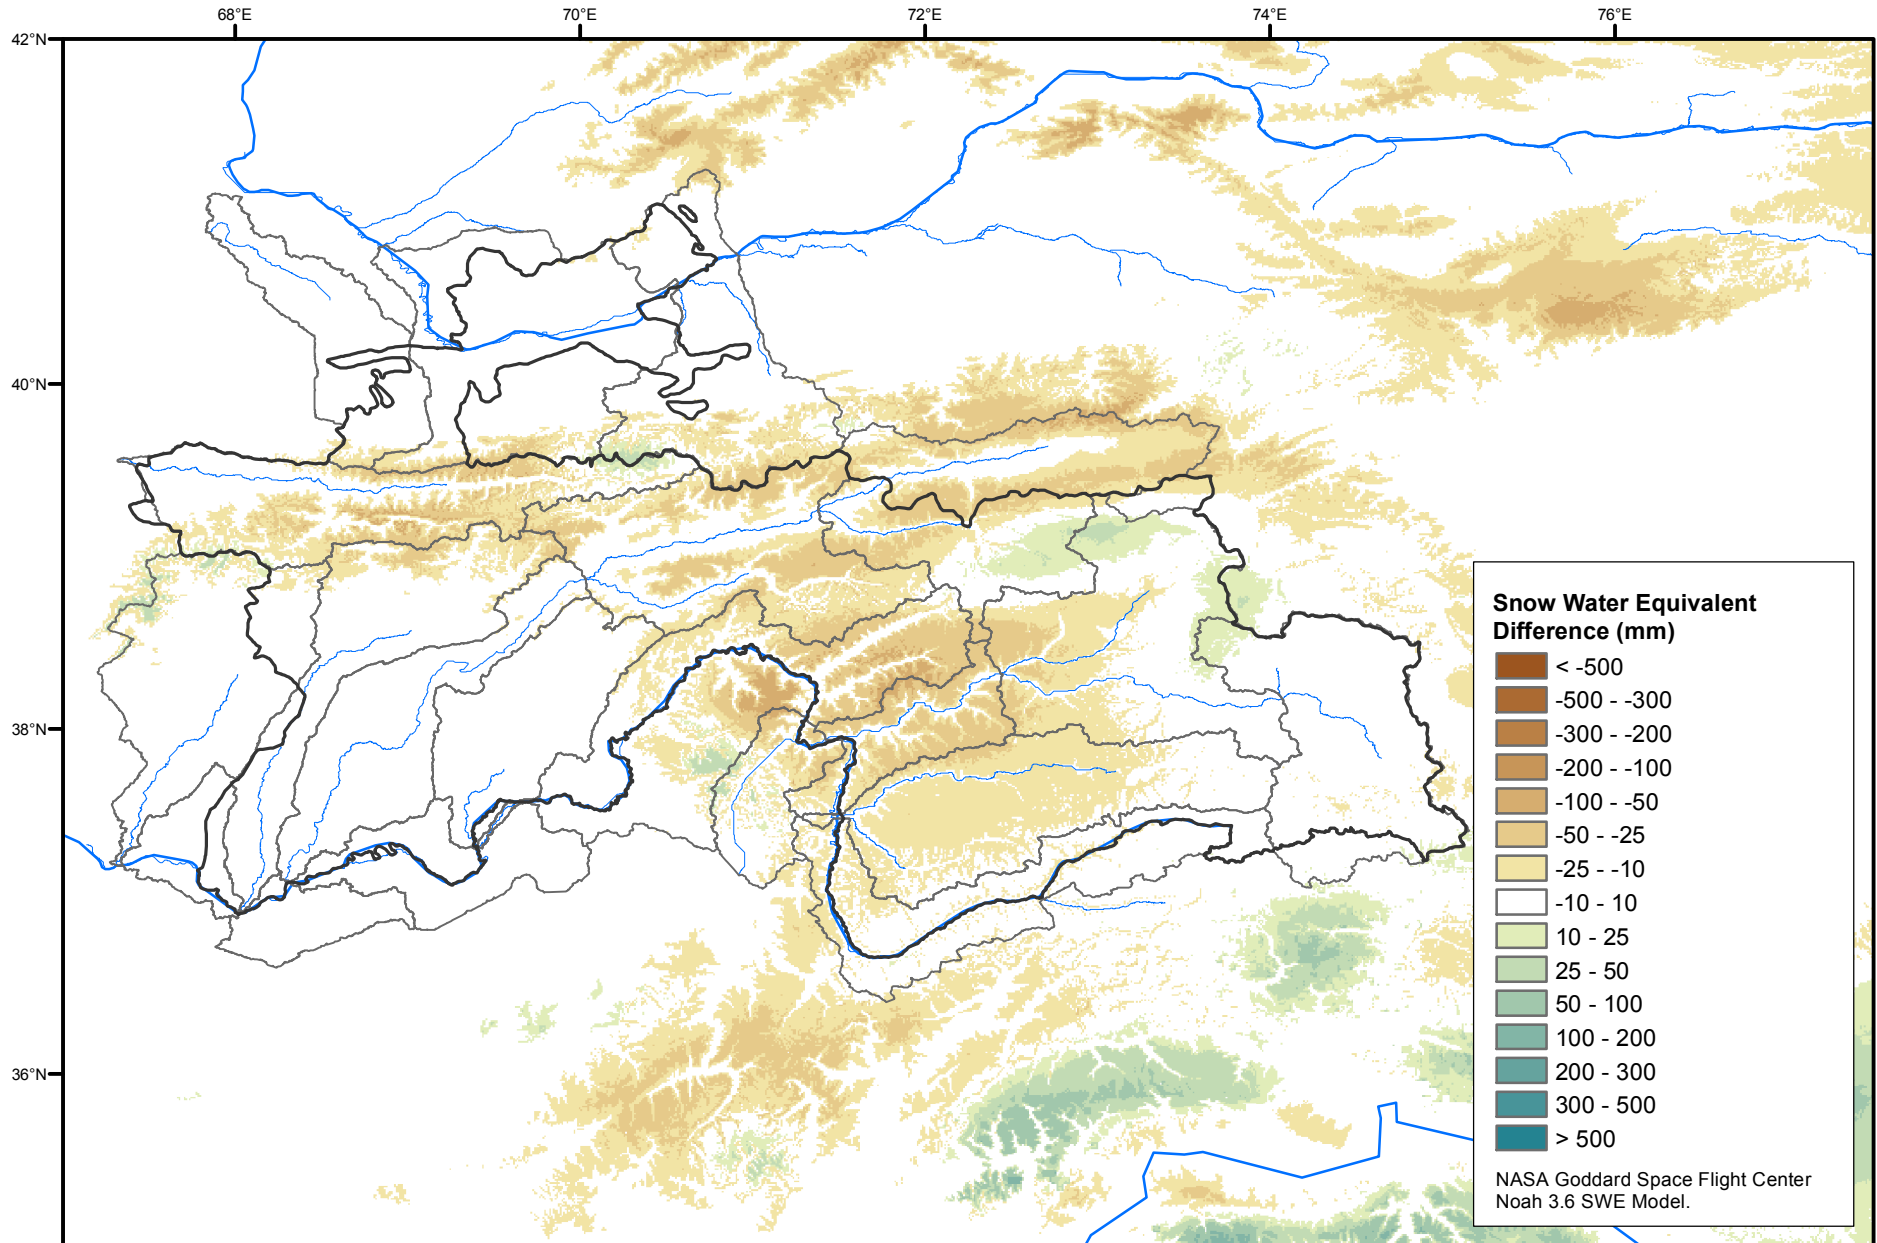 68°E 70°E 72°E 74°E 76°E
42°N
40°N
38°N
36°N
Snow Water Equivalent
Difference (mm)
< -500
-500 - -300
-300 - -200
-200 - -100
-100 - -50
-50 - -25
-25 - -10
-10 - 10
10 - 25
25 - 50
50 - 100
100 - 200
200 - 300
300 - 500
> 500
NASA Goddard Space Flight Center
Noah 3.6 SWE Model.